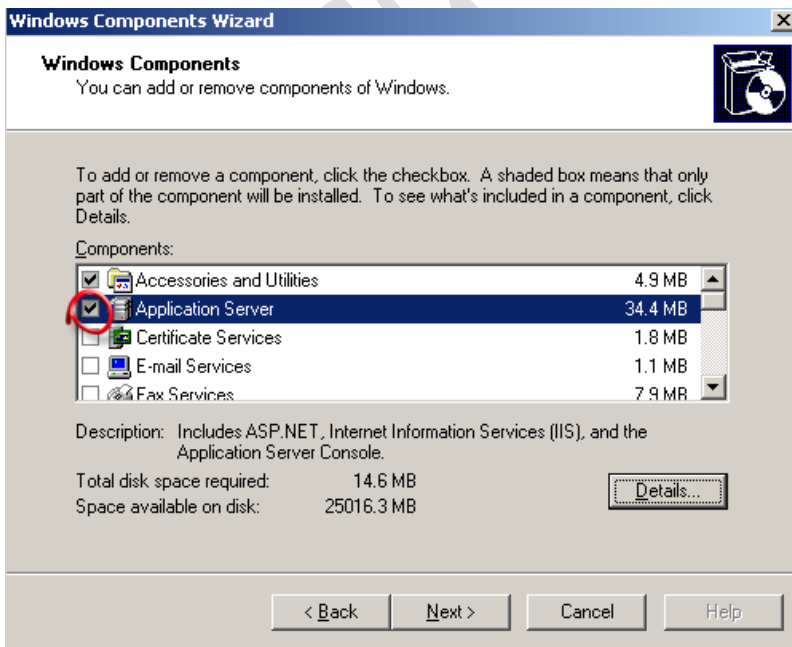 Windows Components Wizard
Windows Components
You can add or remove components of Windows.
To add or remove a component, click the checkbox. A shaded box means that only
part of the component will be installed. To see what's included in a component, click
Details.
Components:
Accessories and Utilities 4.9 MB
Application Server 34.4 MB
Certificate Services 1.8 MB
E-mail Services 1.1 MB
Fax Services 7.9 MB
Description: Includes ASP.NET, Internet Information Services (IIS), and the
Application Server Console.
Total disk space required: 14.6 MB
Space available on disk: 25016.3 MB
Details...
< Back Next > Cancel Help